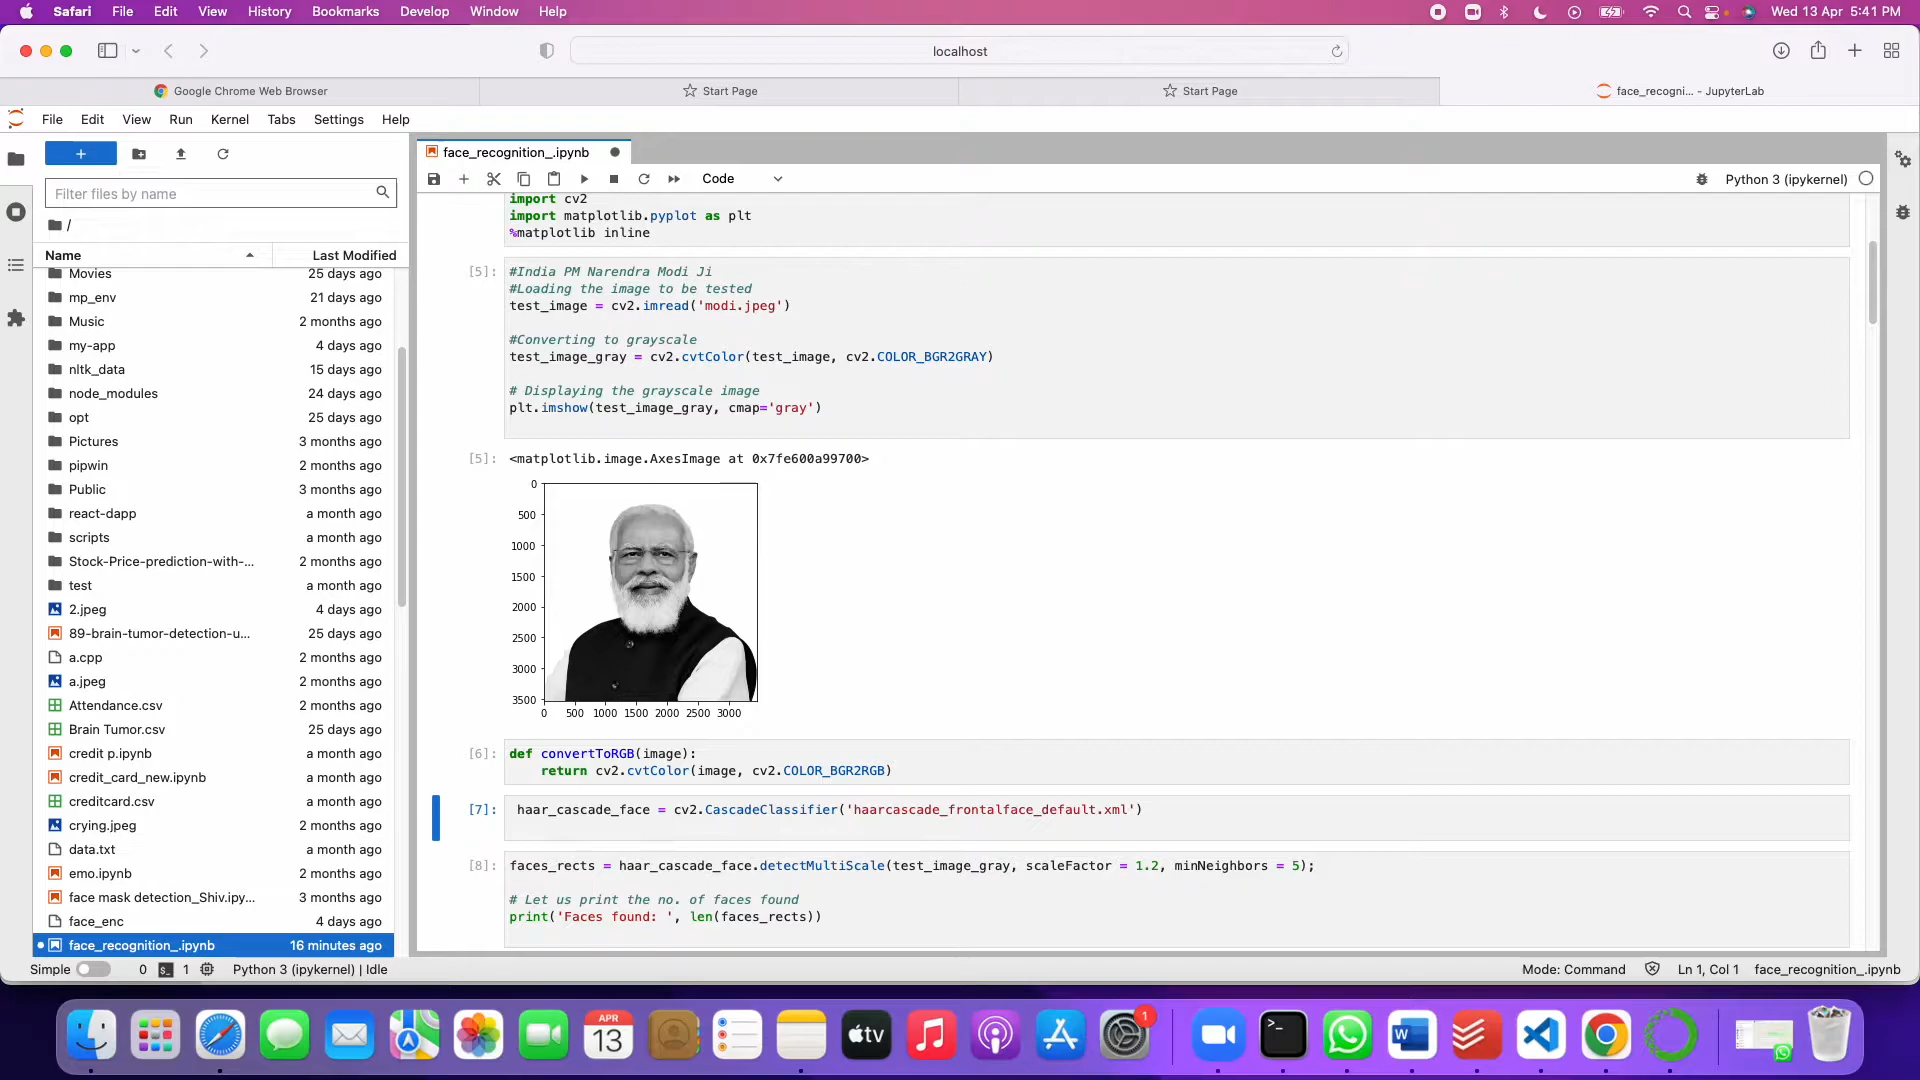 Safari File Edit View History Bookmarks Develop Window Help Wed 13 Apr 5:41 PM
localhost
Google Chrome Web Browser Start Page Start Page face_recogni... - JupyterLab
File Edit View Run Kernel Tabs Settings Help
face_recognition_.ipynb
Code Python 3 (ipykernel)
Filter files by name
/
Name Last Modified
Movies 25 days ago
mp_env 21 days ago
Music 2 months ago
my-app 4 days ago
nltk_data 15 days ago
node_modules 24 days ago
opt 25 days ago
Pictures 3 months ago
pipwin 2 months ago
Public 3 months ago
react-dapp a month ago
scripts a month ago
Stock-Price-prediction-with-... 2 months ago
test a month ago
2.jpeg 4 days ago
89-brain-tumor-detection-u... 25 days ago
a.cpp 2 months ago
a.jpeg 2 months ago
Attendance.csv 2 months ago
Brain Tumor.csv 25 days ago
credit p.ipynb a month ago
credit_card_new.ipynb a month ago
creditcard.csv a month ago
crying.jpeg 2 months ago
data.txt a month ago
emo.ipynb 2 months ago
face mask detection_Shiv.ipy... 3 months ago
face_enc 4 days ago
face_recognition_.ipynb 16 minutes ago
import cv2
import matplotlib.pyplot as plt
%matplotlib inline
[5]: #India PM Narendra Modi Ji
#Loading the image to be tested
test_image = cv2.imread('modi.jpeg')
#Converting to grayscale
test_image_gray = cv2.cvtColor(test_image, cv2.COLOR_BGR2GRAY)
# Displaying the grayscale image
plt.imshow(test_image_gray, cmap='gray')
[5]: <matplotlib.image.AxesImage at 0x7fe600a99700>
0
500
1000
1500
2000
2500
3000
3500
0 500 1000 1500 2000 2500 3000
[6]: def convertToRGB(image):
return cv2.cvtColor(image, cv2.COLOR_BGR2RGB)
[7]: haar_cascade_face = cv2.CascadeClassifier('haarcascade_frontalface_default.xml')
[8]: faces_rects = haar_cascade_face.detectMultiScale(test_image_gray, scaleFactor = 1.2, minNeighbors = 5);
# Let us print the no. of faces found
print('Faces found: ', len(faces_rects))
Simple 0 1 Python 3 (ipykernel) | Idle Mode: Command Ln 1, Col 1 face_recognition_.ipynb
APR
13
tv
1
W